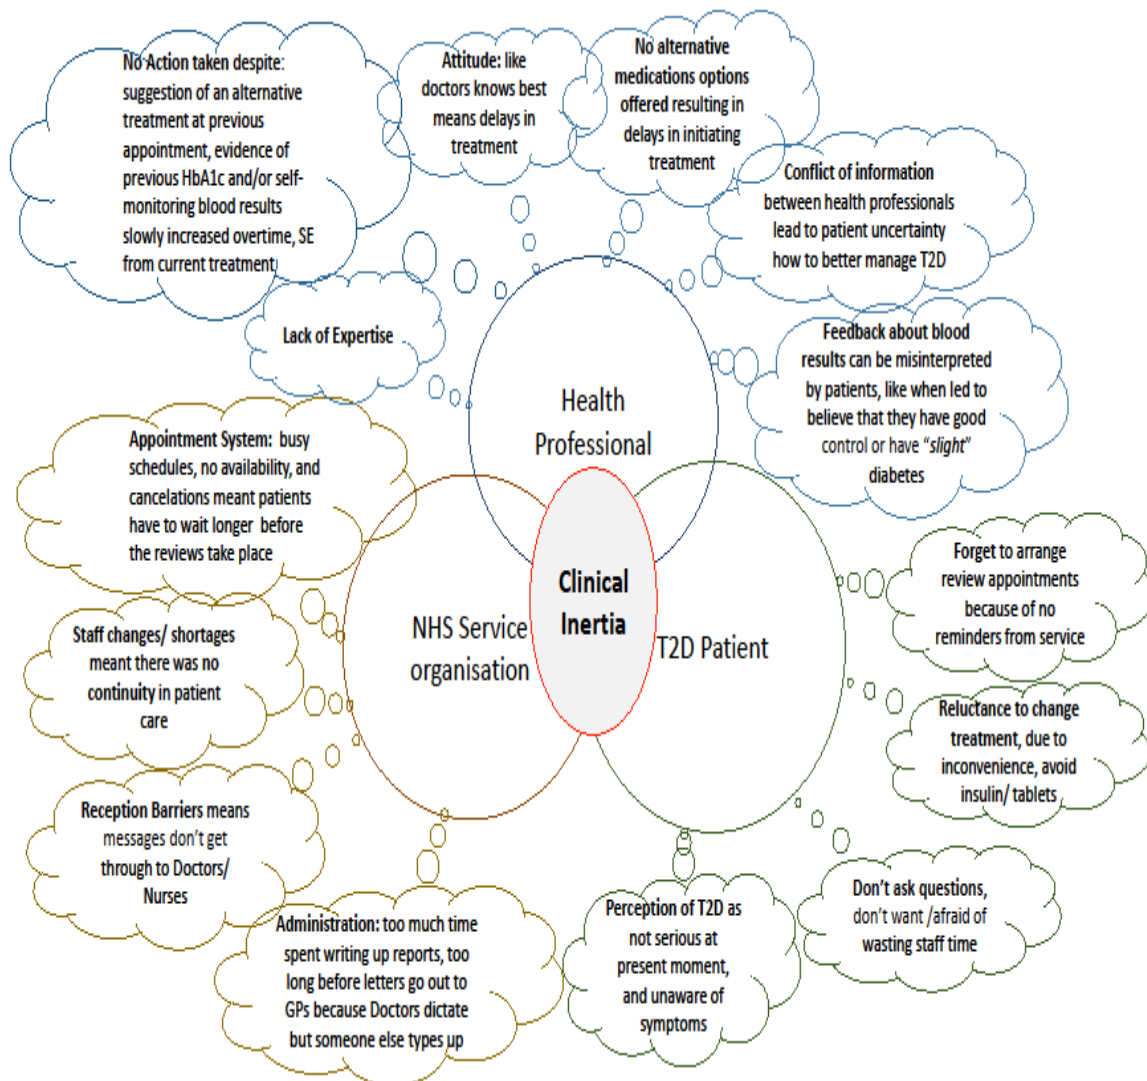 No Action taken despite:
suggestion of an alternative
treatment at previous
appointment, evidence of
previous HbA1c and/or self-
monitoring blood results
slowly increased overtime, SE
from current treatment
Attitude: like
doctors knows best
means delays in
treatment
No alternative
medications options
offered resulting in
delays in initiating
treatment
Conflict of information
between health professionals
lead to patient uncertainty
how to better manage T2D
Lack of Expertise
Feedback about blood
results can be misinterpreted
by patients, like when led to
believe that they have good
control or have “slight”
diabetes
Health
Professional
Appointment System: busy
schedules, no availability, and
cancelations meant patients
have to wait longer before
the reviews take place
Clinical
Inertia
NHS Service
organisation
T2D Patient
Forget to arrange
review appointments
because of no
reminders from service
Staff changes/ shortages
meant there was no
continuity in patient
care
Reluctance to change
treatment, due to
inconvenience, avoid
insulin/ tablets
Reception Barriers means
messages don’t get
through to Doctors/
Nurses
Don’t ask questions,
don’t want /afraid of
wasting staff time
Administration: too much time
spent writing up reports, too
long before letters go out to
GPs because Doctors dictate
but someone else types up
Perception of T2D as
not serious at
present moment,
and unaware of
symptoms